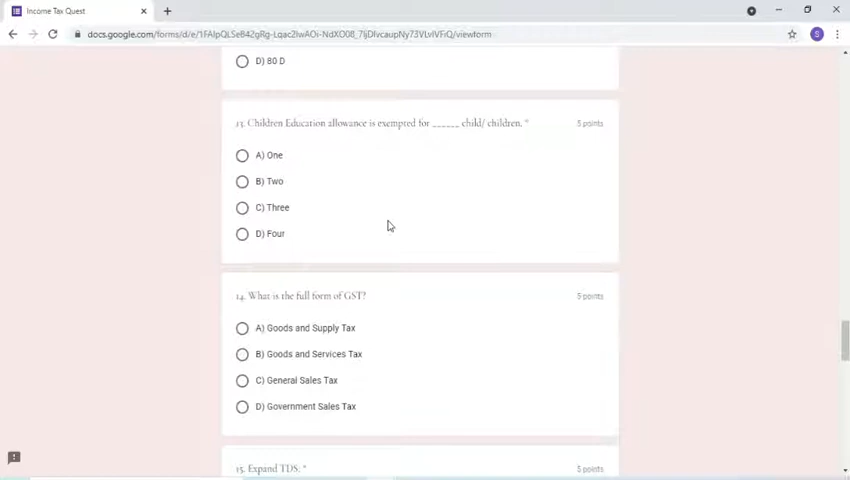 Income Tax Quest
docs.google.com/forms/d/e/1FAIpQLSe842gRg-Lqac2lwAOi-NdXO08_7ljDlvcaupNy73VLvlVFrQ/viewform
S
D) 80 D
13. Children Education allowance is exempted for ______ child/ children. *
5 points
A) One
B) Two
C) Three
D) Four
14. What is the full form of GST?
5 points
A) Goods and Supply Tax
B) Goods and Services Tax
C) General Sales Tax
D) Government Sales Tax
15. Expand TDS. *
5 points